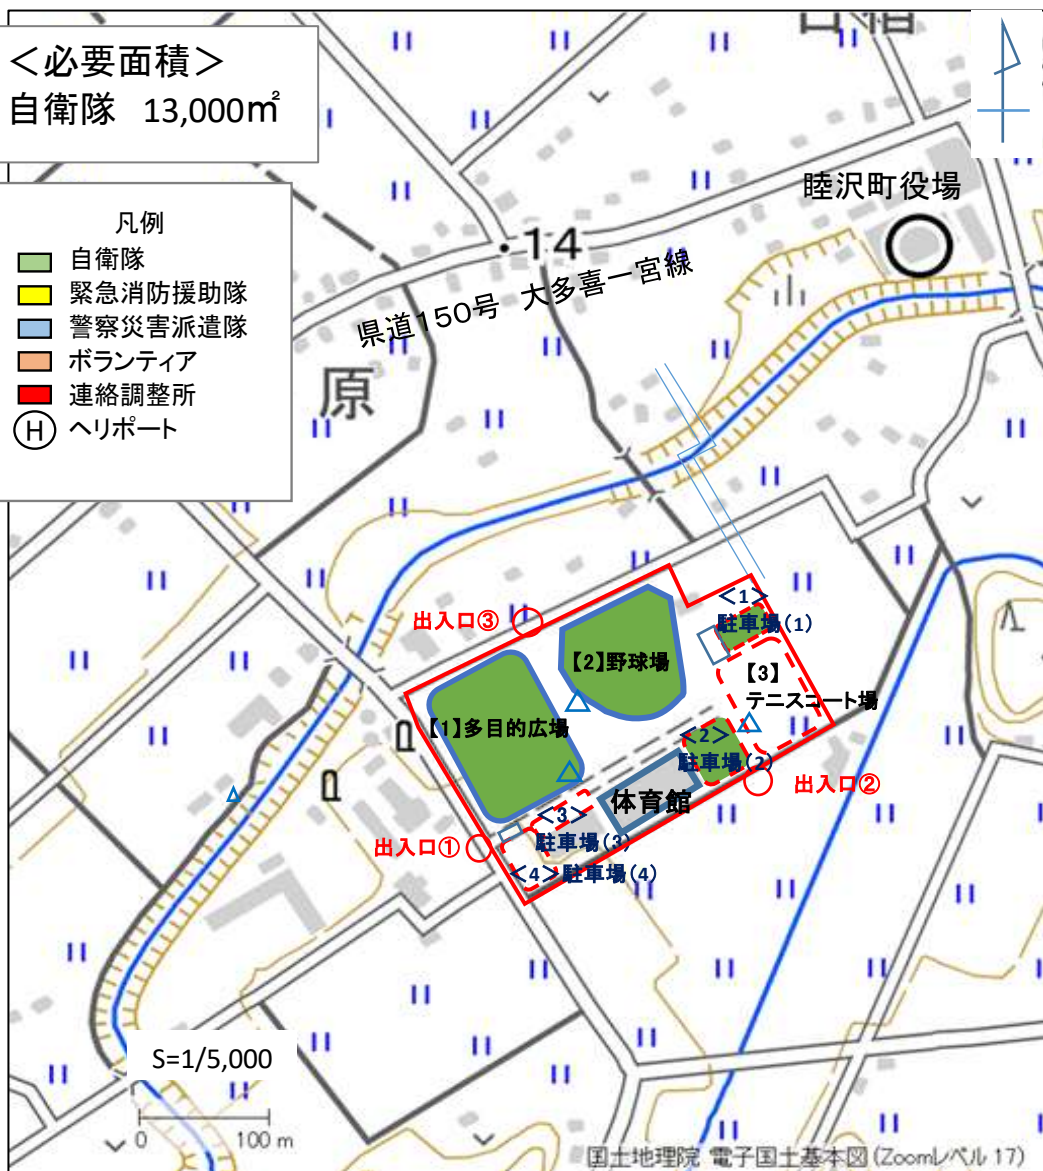 ＜必要面積＞
自衛隊 13,000㎡
凡例
自衛隊
緊急消防援助隊
警察災害派遣隊
ボランティア
連絡調整所
H ヘリポート
睦沢町役場
・14
県道150号 大多喜一宮線
原
出入口③
＜1＞
駐車場(1)
【2】野球場
【3】
テニスコート場
【1】多目的広場
＜2＞
駐車場(2)
出入口②
体育館
＜3＞
駐車場(3)
出入口①
＜4＞駐車場(4)
S=1/5,000
0 100 m
国土地理院 電子国土基本図 (Zoomレベル 17)